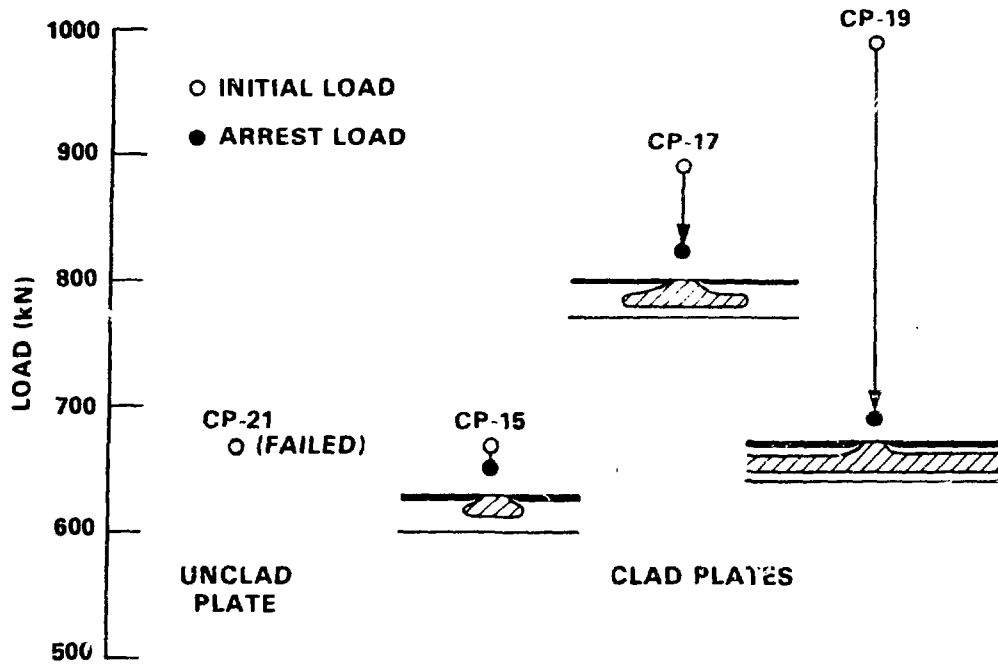 CP-19
1000
INITIAL LOAD
ARREST LOAD
CP-17
900
800
LOAD (kN)
700
CP-21
(FAILED)
CP-15
600
UNCLAD
PLATE
CLAD PLATES
500